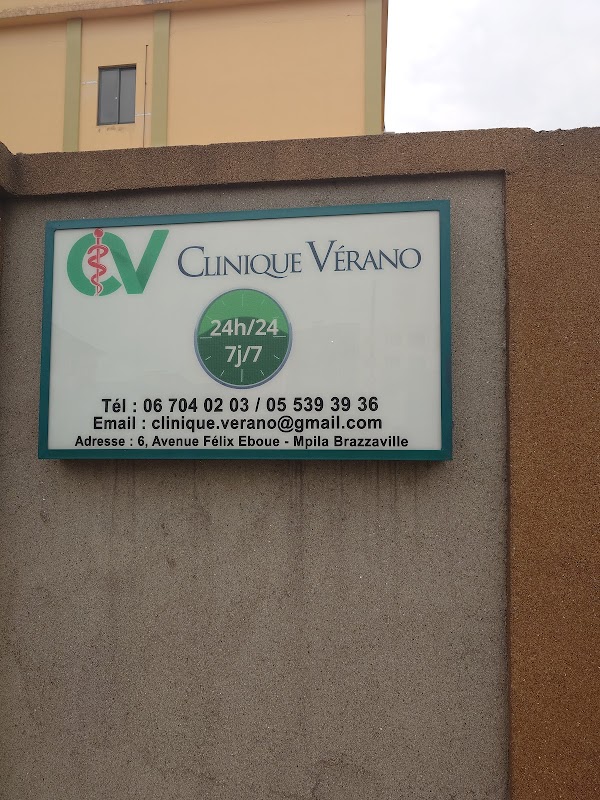 CV CLINIQUE VÉRANO
24h/24
7j/7
Tél : 06 704 02 03 / 05 539 39 36
Email : clinique.verano@gmail.com
Adresse : 6, Avenue Félix Eboue - Mpila Brazzaville